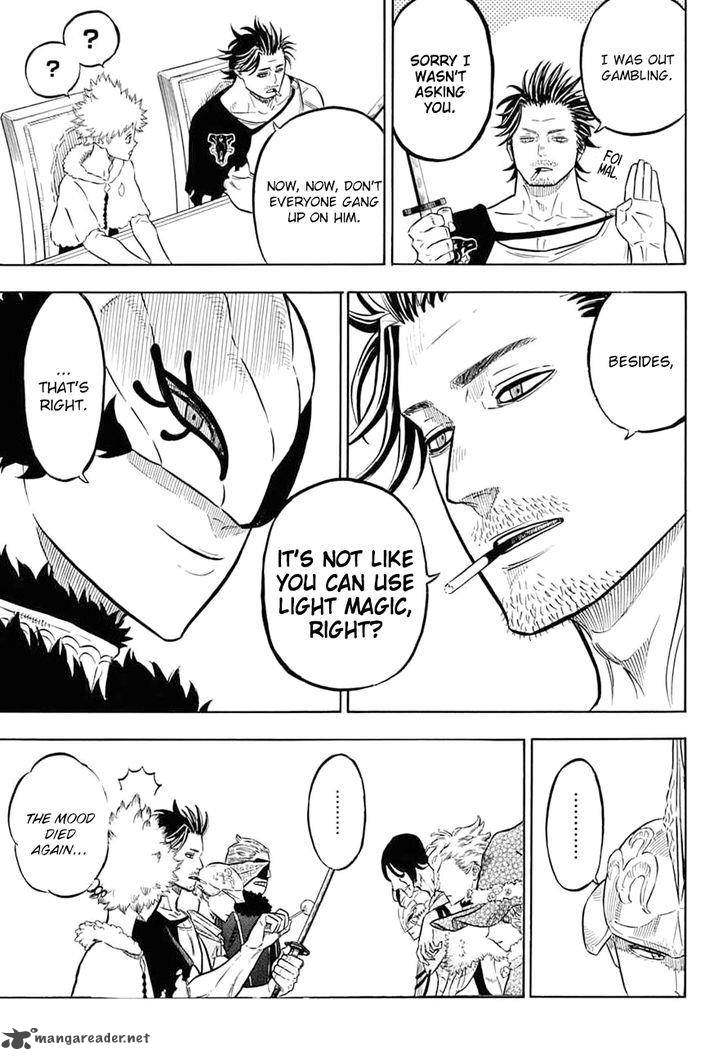 I WAS OUT
GAMBLING.
SORRY
I WASN'T
ASKING
YOU.
FOI
MAL.
NOW, NOW, DON'T
EVERYONE GANG
UP ON HIM.
?
?
BESIDES,
IT'S NOT LIKE
YOU CAN USE
LIGHT MAGIC,
RIGHT?
...
THAT'S
RIGHT.
.........
.........
THE MOOD
DIED
AGAIN...
mangareader.net